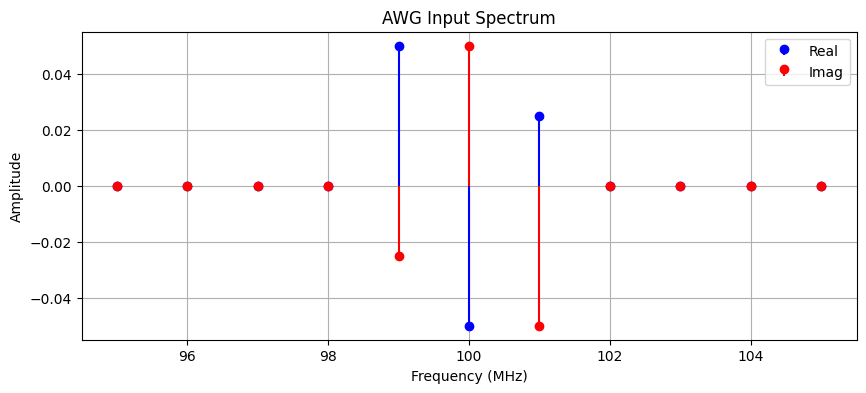 AWG Input Spectrum
Real
Imag
0.04
0.02
0.00
−0.02
−0.04
Amplitude
96
98
100
102
104
Frequency (MHz)